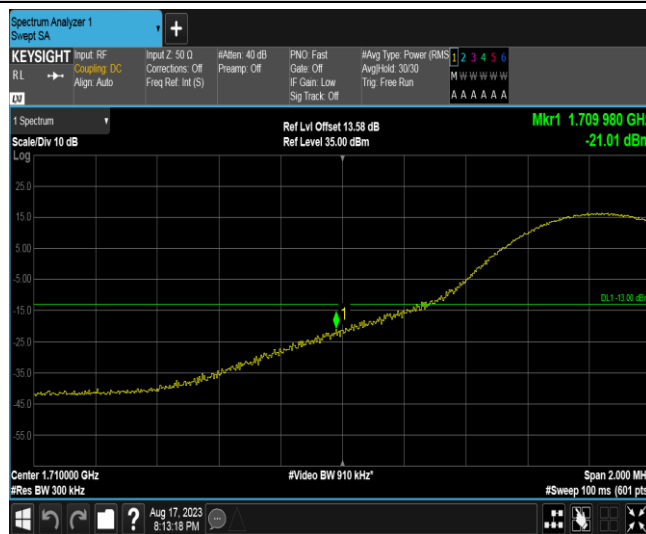 Spectrum Analyzer 1
Swept SA
+
KEYSIGHT
RL
LXI
Input: RF
Coupling: DC
Align: Auto
Input Z: 50 Ω
Corrections: Off
Freq Ref: Int (S)
#Atten: 40 dB
Preamp: Off
PNO: Fast
Gate: Off
IF Gain: Low
Sig Track: Off
#Avg Type: Power (RMS
Avg|Hold: 30/30
Trig: Free Run
1 2 3 4 5 6
M W W W W W
A A A A A A
1 Spectrum
Scale/Div 10 dB
Ref Lvl Offset 13.58 dB
Ref Level 35.00 dBm
Mkr1 1.709 980 GHz
-21.01 dBm
Log
25.0
15.0
5.00
-5.00
-15.0
-25.0
-35.0
-45.0
-55.0
1
DL1 -13.00 dBr
Center 1.710000 GHz
#Res BW 300 kHz
#Video BW 910 kHz*
Span 2.000 MH
#Sweep 100 ms (601 pts
?
Aug 17, 2023
8:13:18 PM